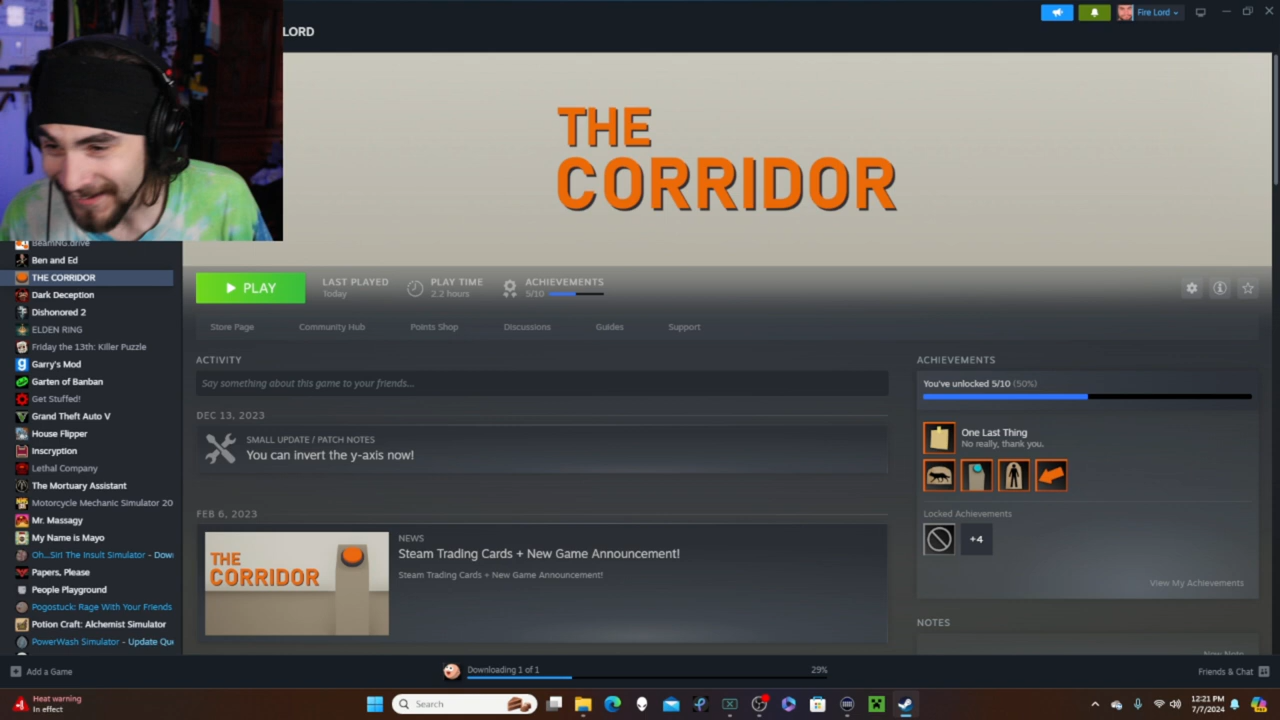 LORD
Fire Lord
THE
CORRIDOR
BeamNG.drive
Ben and Ed
THE CORRIDOR
Dark Deception
Dishonored 2
ELDEN RING
Friday the 13th: Killer Puzzle
Garry's Mod
Garten of Banban
Get Stuffed!
Grand Theft Auto V
House Flipper
Inscryption
Lethal Company
The Mortuary Assistant
Motorcycle Mechanic Simulator 20
Mr. Massagy
My Name is Mayo
Oh...Sir! The Insult Simulator - Dow
Papers, Please
People Playground
Pogostuck: Rage With Your Friends
Potion Craft: Alchemist Simulator
PowerWash Simulator - Update Que
PLAY
LAST PLAYED
Today
PLAY TIME
2.2 hours
ACHIEVEMENTS
5/10
Store Page
Community Hub
Points Shop
Discussions
Guides
Support
ACTIVITY
Say something about this game to your friends...
DEC 13, 2023
SMALL UPDATE / PATCH NOTES
You can invert the y-axis now!
FEB 6, 2023
THE
CORRIDOR
NEWS
Steam Trading Cards + New Game Announcement!
Steam Trading Cards + New Game Announcement!
ACHIEVEMENTS
You've unlocked 5/10 (50%)
One Last Thing
No really, thank you.
Locked Achievements
+4
View My Achievements
NOTES
New Note
Add a Game
Downloading 1 of 1
29%
Friends & Chat
Heat warning
In effect
Search
12:21 PM
7/7/2024